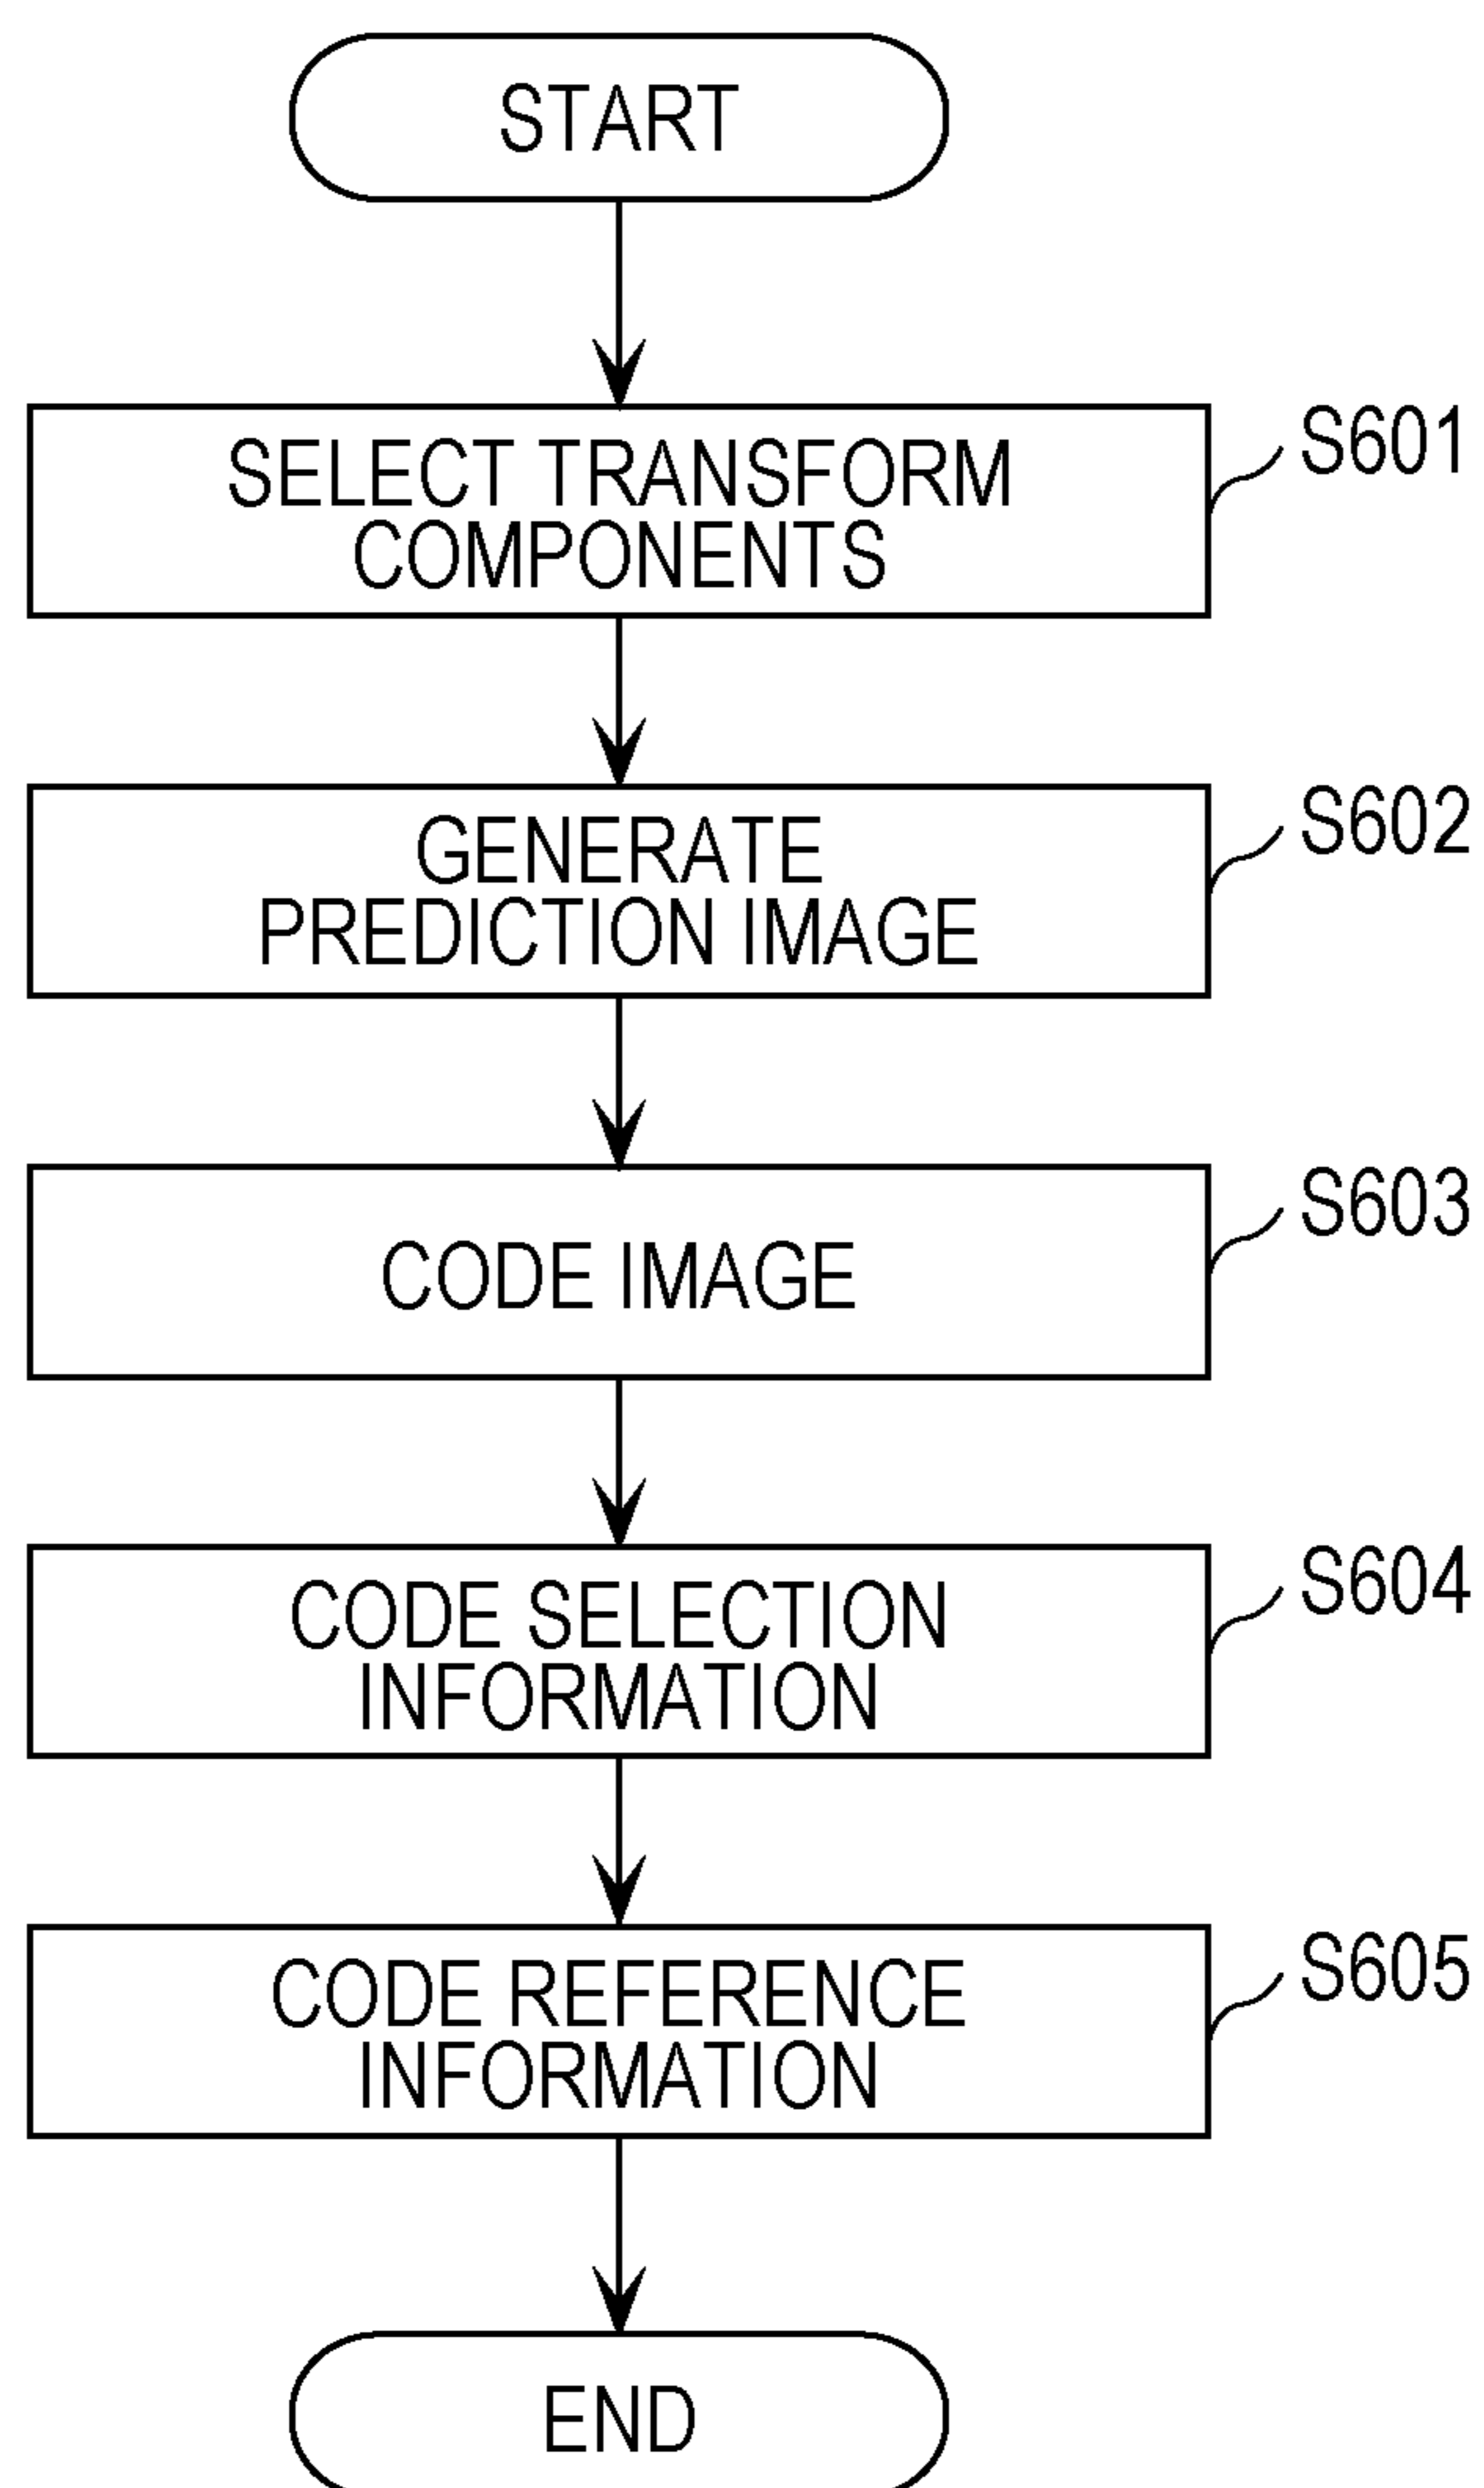 START
SELECT TRANSFORM
COMPONENTS
S601
GENERATE
PREDICTION IMAGE
S602
CODE IMAGE
S603
CODE SELECTION
INFORMATION
S604
CODE REFERENCE
INFORMATION
S605
END